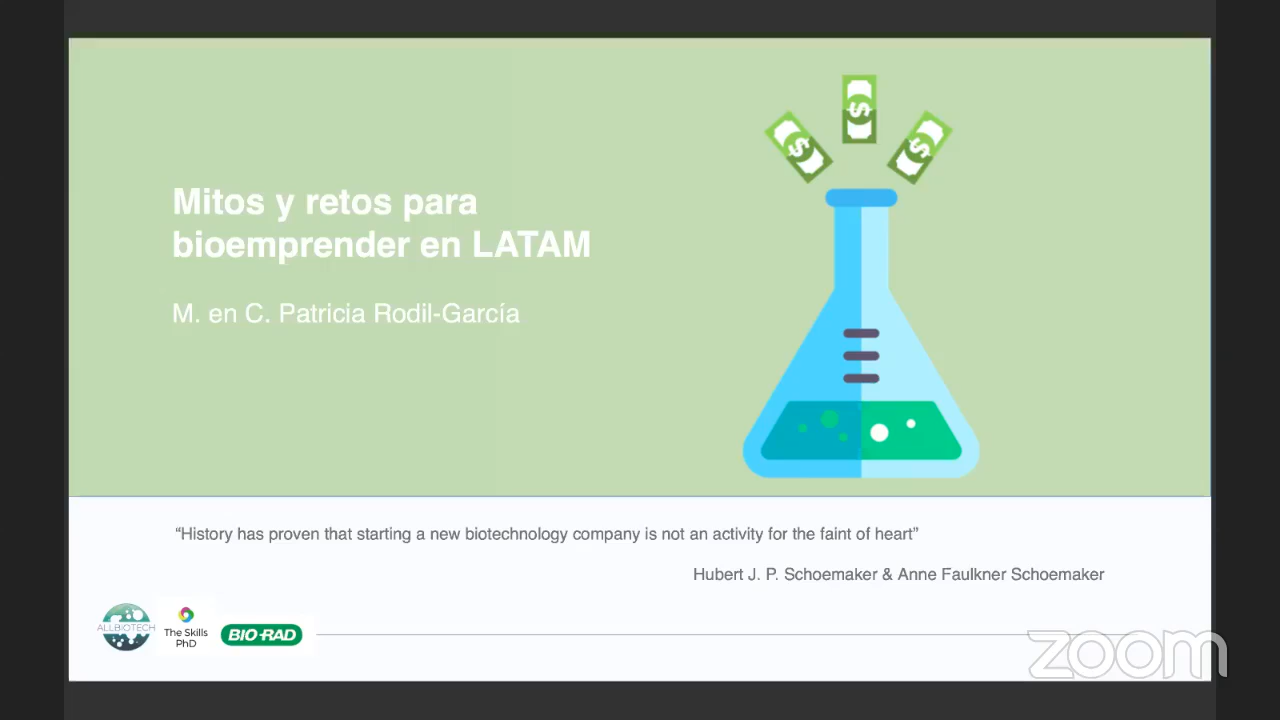 Mitos y retos para
bioemprender en LATAM
M. en C. Patricia Rodil-García
$
$
$
“History has proven that starting a new biotechnology company is not an activity for the faint of heart”
Hubert J. P. Schoemaker & Anne Faulkner Schoemaker
ALLBIOTECH
The Skills
PhD
BIO-RAD
zoom